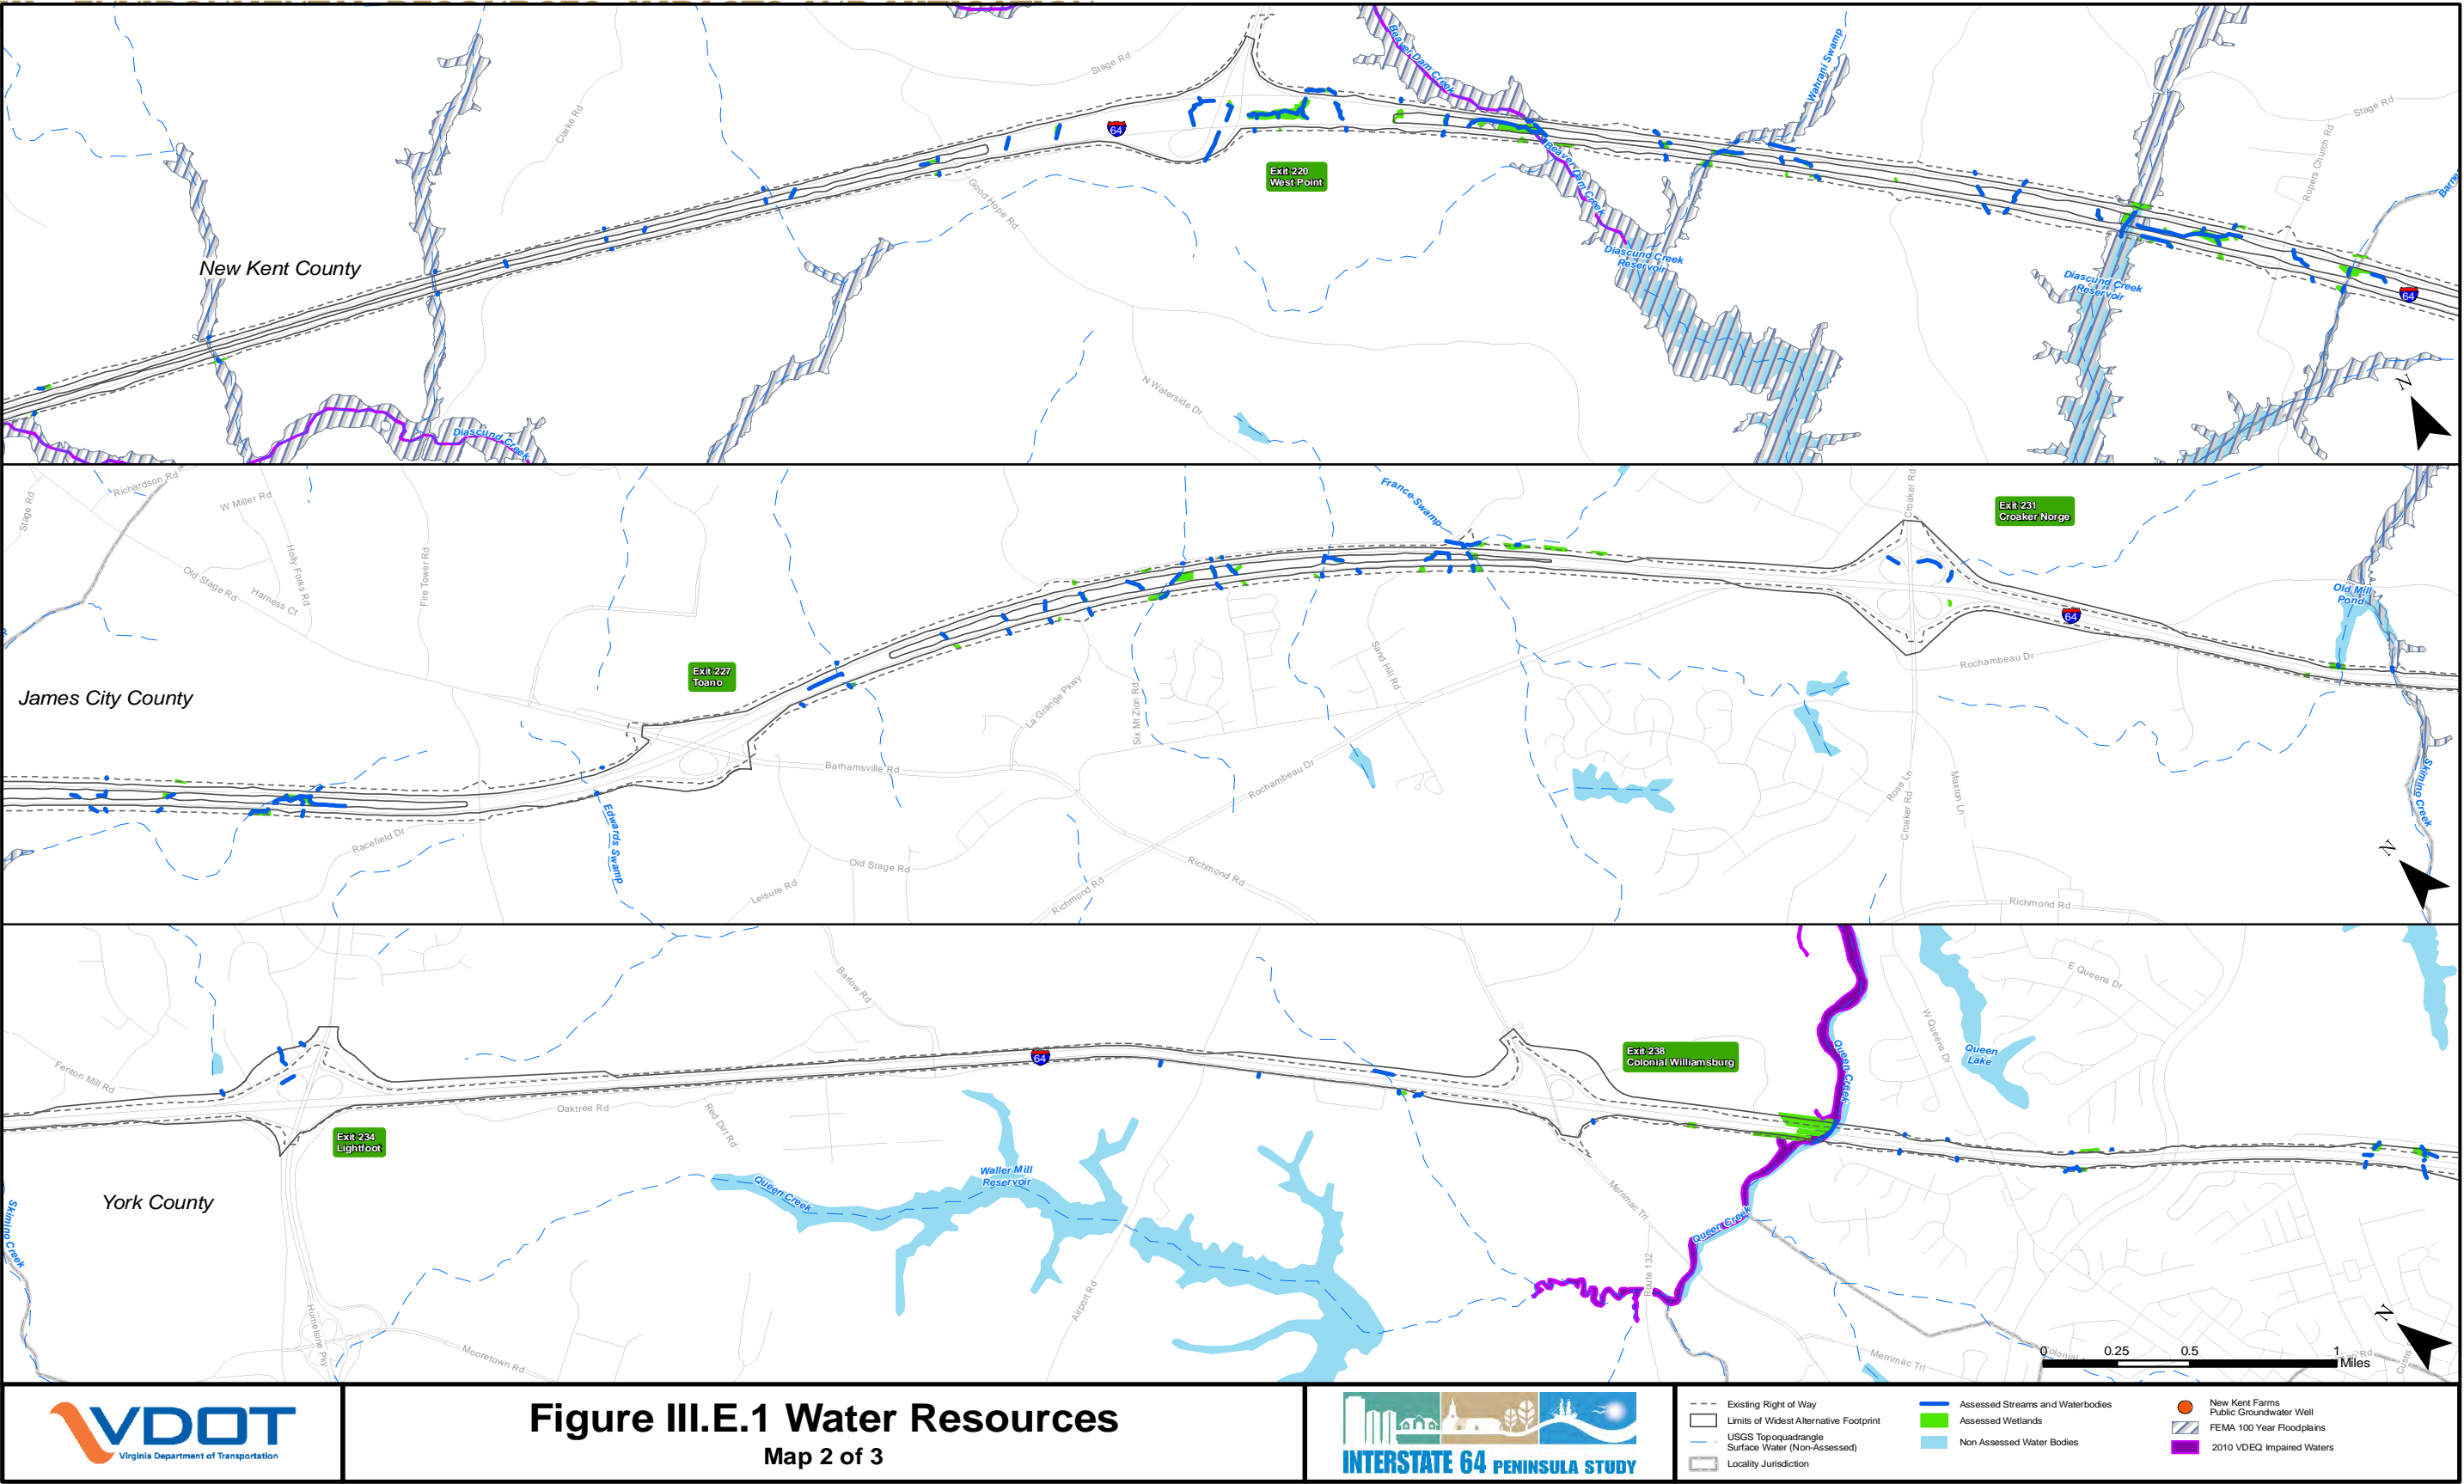 III. ENVIRONMENTAL RESOURCES, IMPACTS AND MITIGATION
Stage Rd
Clarke Rd
Beaver Dam Creek
Wahrani Swamp
Stage Rd
Ropers Church Rd
64
Exit 220
West Point
Good Hope Rd
Beaver Dam Creek
New Kent County
Diascund Creek
Reservoir
Diascund Creek
Reservoir
64
N Waterside Dr
Diascund Creek
N
Stage Rd
Richardson Rd
W Miller Rd
Holly Forks Rd
Fire Tower Rd
Old Stage Rd
Harness Ct
France Swamp
Croaker Rd
Exit 231
Croaker Norge
Old Mill
Pond
64
Exit 227
Toano
James City County
La Grange Pkwy
Six Mt Zion Rd
Sand Hill Rd
Rochambeau Dr
Barhamsville Rd
Rochambeau Dr
Rose Ln
Croaker Rd
Maxton Ln
Skimino Creek
Racefield Dr
Edwards Swamp
Old Stage Rd
Leisure Rd
Richmond Rd
Richmond Rd
Richmond Rd
N
Barlow Rd
E Queens Dr
W Queens Dr
Queen
Lake
Fenton Mill Rd
64
Exit 238
Colonial Williamsburg
Queen Creek
Oaktree Rd
Red Dirt Rd
Exit 234
Lightfoot
Waller Mill
Reservoir
Queen Creek
York County
Skimino Creek
Merrimac Trl
Queen Creek
Route 132
Airport Rd
Humelsine Pky
Mooretown Rd
Merrimac Trl
Colonial
N
0 0.25 0.5 1
Miles
VDOT
Virginia Department of Transportation
Figure III.E.1 Water Resources
Map 2 of 3
INTERSTATE 64 PENINSULA STUDY
Existing Right of Way
Limits of Widest Alternative Footprint
USGS Topoquadrangle
Surface Water (Non-Assessed)
Locality Jurisdiction
Assessed Streams and Waterbodies
Assessed Wetlands
Non Assessed Water Bodies
New Kent Farms
Public Groundwater Well
FEMA 100 Year Floodplains
2010 VDEQ Impaired Waters